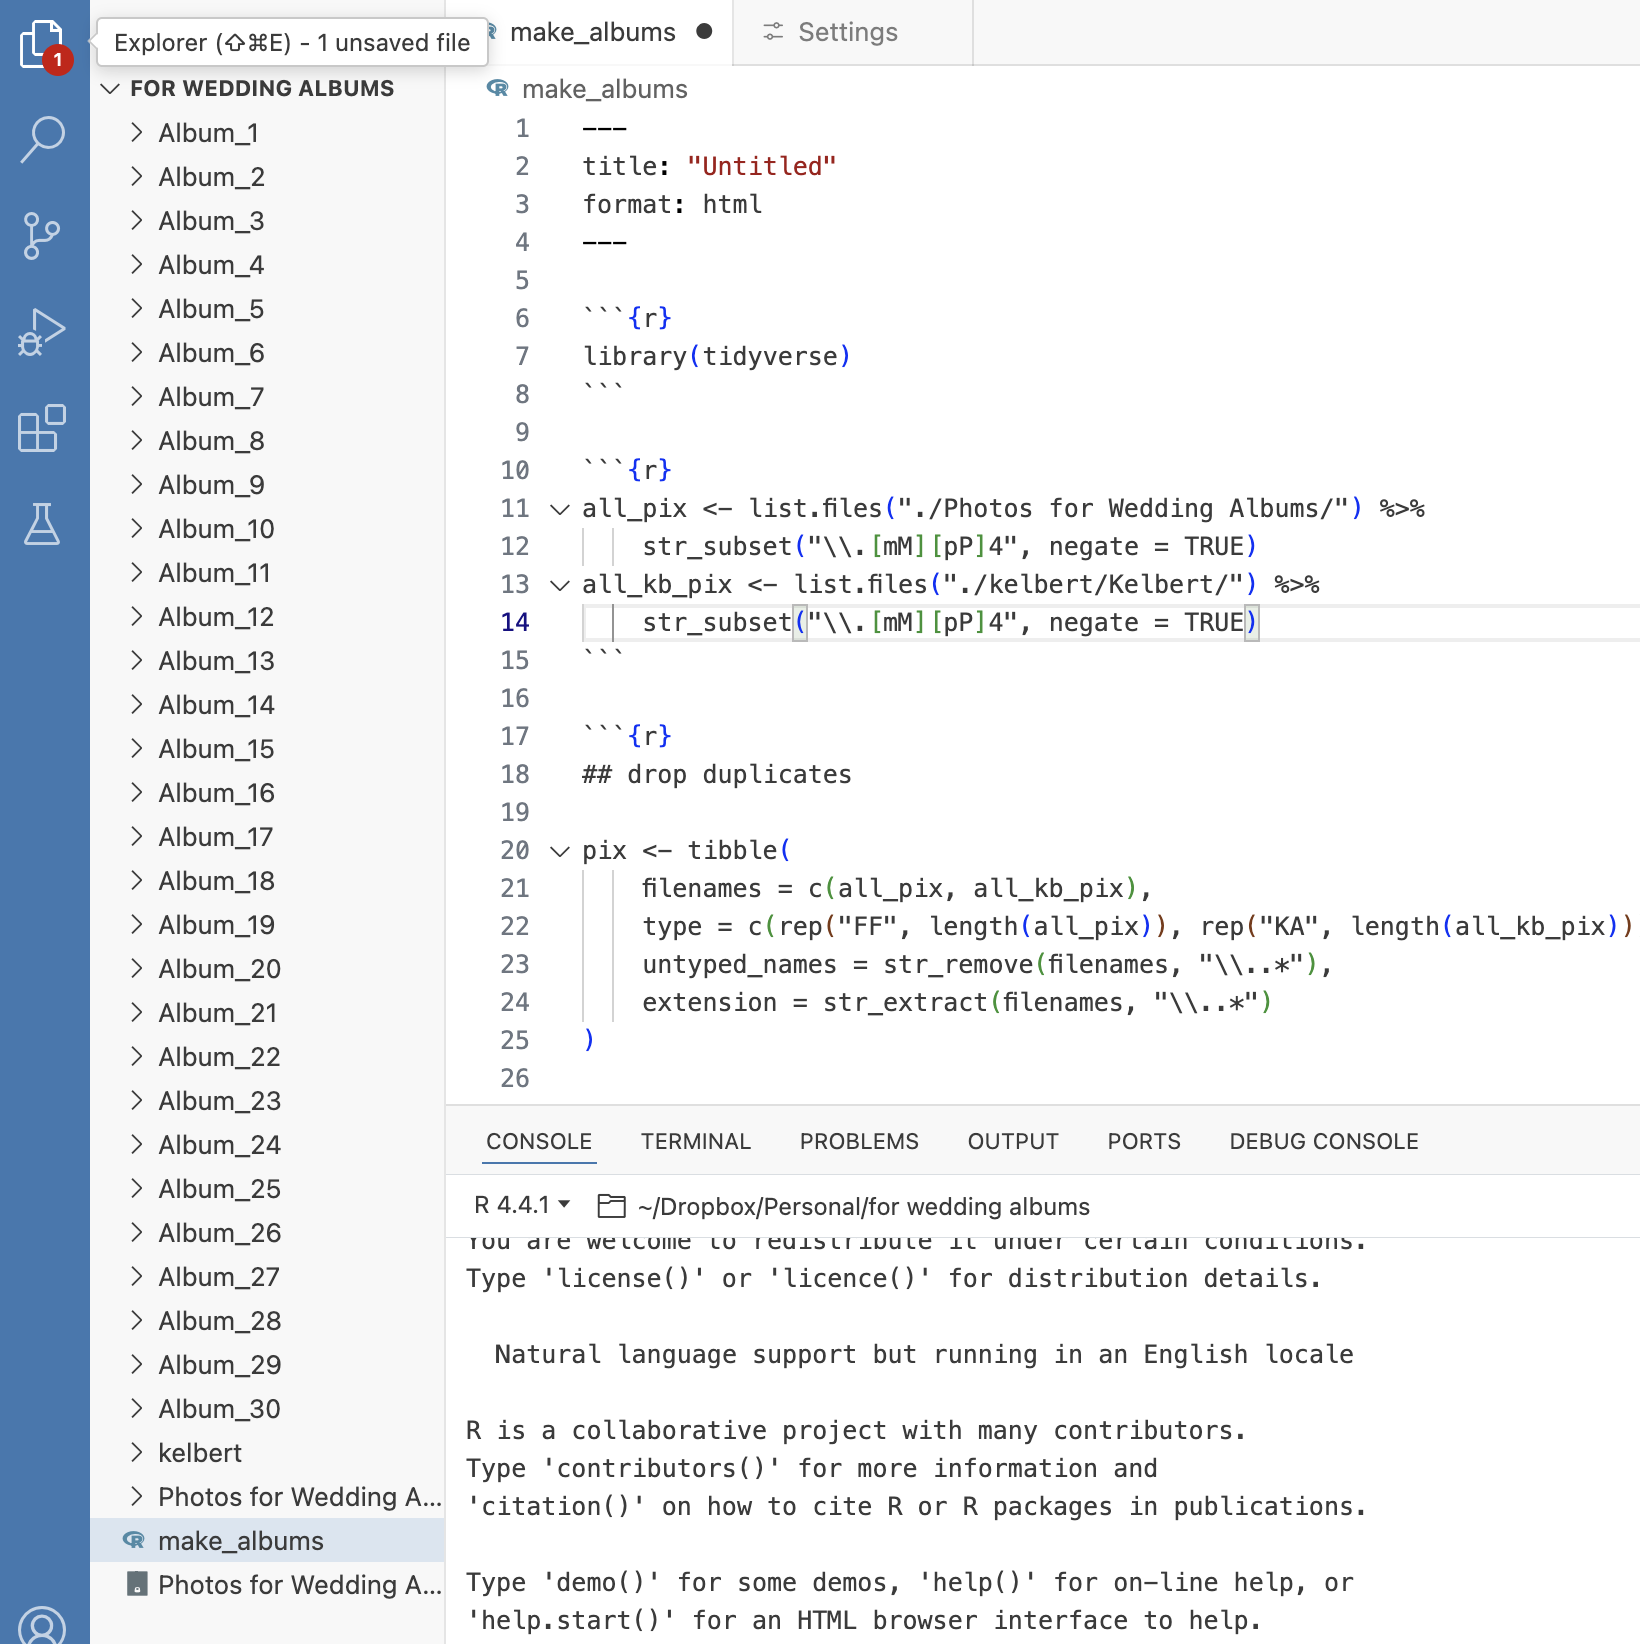 1
Explorer (⇧⌘E) - 1 unsaved file
make_albums
Settings
FOR WEDDING ALBUMS
Album_1
Album_2
Album_3
Album_4
Album_5
Album_6
Album_7
Album_8
Album_9
Album_10
Album_11
Album_12
Album_13
Album_14
Album_15
Album_16
Album_17
Album_18
Album_19
Album_20
Album_21
Album_22
Album_23
Album_24
Album_25
Album_26
Album_27
Album_28
Album_29
Album_30
kelbert
Photos for Wedding A...
make_albums
Photos for Wedding A...
make_albums
1 ---
2 title: "Untitled"
3 format: html
4 ---
5
6 ```{r}
7 library(tidyverse)
8 ```
9
10 ```{r}
11 all_pix <- list.files("./Photos for Wedding Albums/") %>%
12 str_subset("\\.[mM][pP]4", negate = TRUE)
13 all_kb_pix <- list.files("./kelbert/Kelbert/") %>%
14 str_subset("\\.[mM][pP]4", negate = TRUE)
15 ```
16
17 ```{r}
18 ## drop duplicates
19
20 pix <- tibble(
21 filenames = c(all_pix, all_kb_pix),
22 type = c(rep("FF", length(all_pix)), rep("KA", length(all_kb_pix))
23 untyped_names = str_remove(filenames, "\\..*"),
24 extension = str_extract(filenames, "\\..*")
25 )
26
CONSOLE TERMINAL PROBLEMS OUTPUT PORTS DEBUG CONSOLE
R 4.4.1 ~/Dropbox/Personal/for wedding albums
You are welcome to redistribute it under certain conditions.
Type 'license()' or 'licence()' for distribution details.
Natural language support but running in an English locale
R is a collaborative project with many contributors.
Type 'contributors()' for more information and
'citation()' on how to cite R or R packages in publications.
Type 'demo()' for some demos, 'help()' for on-line help, or
'help.start()' for an HTML browser interface to help.